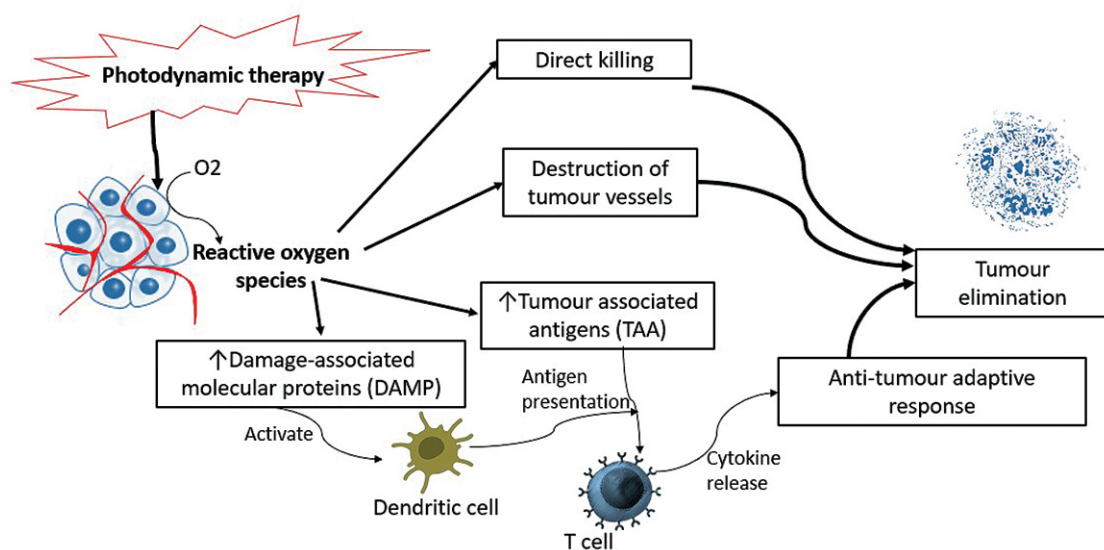 Photodynamic therapy
O2
Reactive oxygen
species
Direct killing
Destruction of
tumour vessels
↑Tumour associated
antigens (TAA)
↑Damage-associated
molecular proteins (DAMP)
Activate
Dendritic cell
Antigen
presentation
T cell
Cytokine
release
Anti-tumour adaptive
response
Tumour
elimination